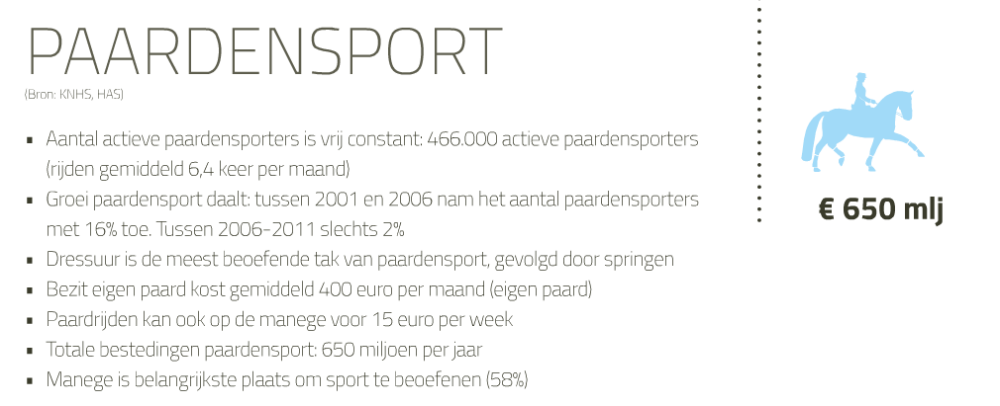 PAARDENSPORT
(Bron: KNHS, HAS)
▪ Aantal actieve paardensporters is vrij constant: 466.000 actieve paardensporters
(rijden gemiddeld 6,4 keer per maand)
▪ Groei paardensport daalt: tussen 2001 en 2006 nam het aantal paardensporters
met 16% toe. Tussen 2006-2011 slechts 2%
▪ Dressuur is de meest beoefende tak van paardensport, gevolgd door springen
▪ Bezit eigen paard kost gemiddeld 400 euro per maand (eigen paard)
▪ Paardrijden kan ook op de manege voor 15 euro per week
▪ Totale bestedingen paardensport: 650 miljoen per jaar
▪ Manege is belangrijkste plaats om sport te beoefenen (58%)
€ 650 mlj